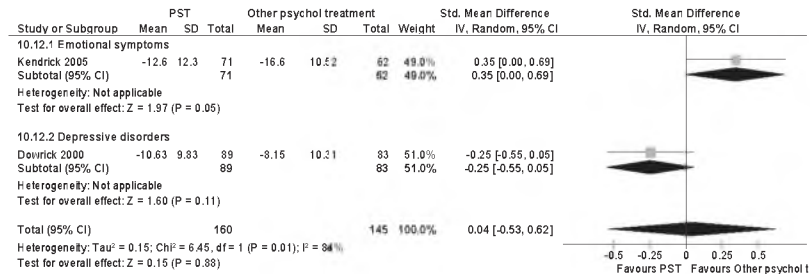 PST Other psychol treatment Std. Mean Difference Std. Mean Difference
Study or Subgroup Mean SD Total Mean SD Total Weight IV, Random, 95% CI IV, Random, 95% CI
10.12.1 Emotional symptoms
Kendrick 2005 -12.6 12.3 71 -16.6 10.52 62 49.0% 0.35 [0.00, 0.69]
Subtotal (95% CI) 71 62 49.0% 0.35 [0.00, 0.69]
Heterogeneity: Not applicable
Test for overall effect: Z = 1.97 (P = 0.05)
10.12.2 Depressive disorders
Dowrick 2000 -10.63 9.83 89 -8.15 10.31 83 51.0% -0.25 [-0.55, 0.05]
Subtotal (95% CI) 89 83 51.0% -0.25 [-0.55, 0.05]
Heterogeneity: Not applicable
Test for overall effect: Z = 1.60 (P = 0.11)
Total (95% CI) 160 145 100.0% 0.04 [-0.53, 0.62]
Heterogeneity: Tau² = 0.15; Chi² = 6.45, df = 1 (P = 0.01); I² = 84%
Test for overall effect: Z = 0.15 (P = 0.88)
-0.5 -0.25 0 0.25 0.5
Favours PST Favours Other psychol t